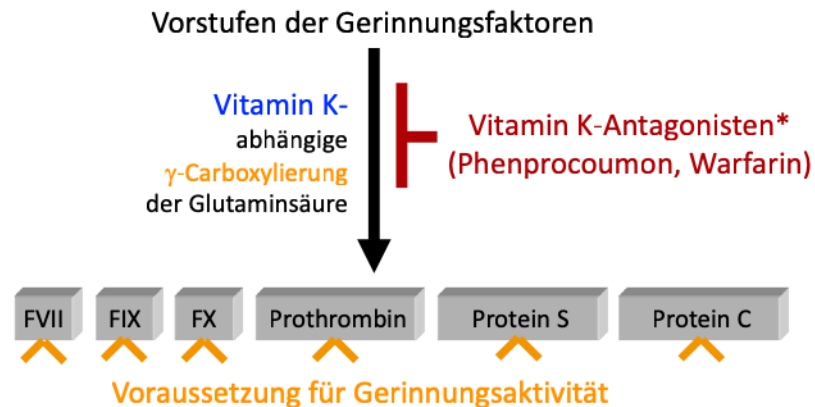 Vorstufen der Gerinnungsfaktoren
Vitamin K-
abhängige
γ-Carboxylierung
der Glutaminsäure
Vitamin K-Antagonisten*
(Phenprocoumon, Warfarin)
FVII FIX FX Prothrombin Protein S Protein C
Voraussetzung für Gerinnungsaktivität